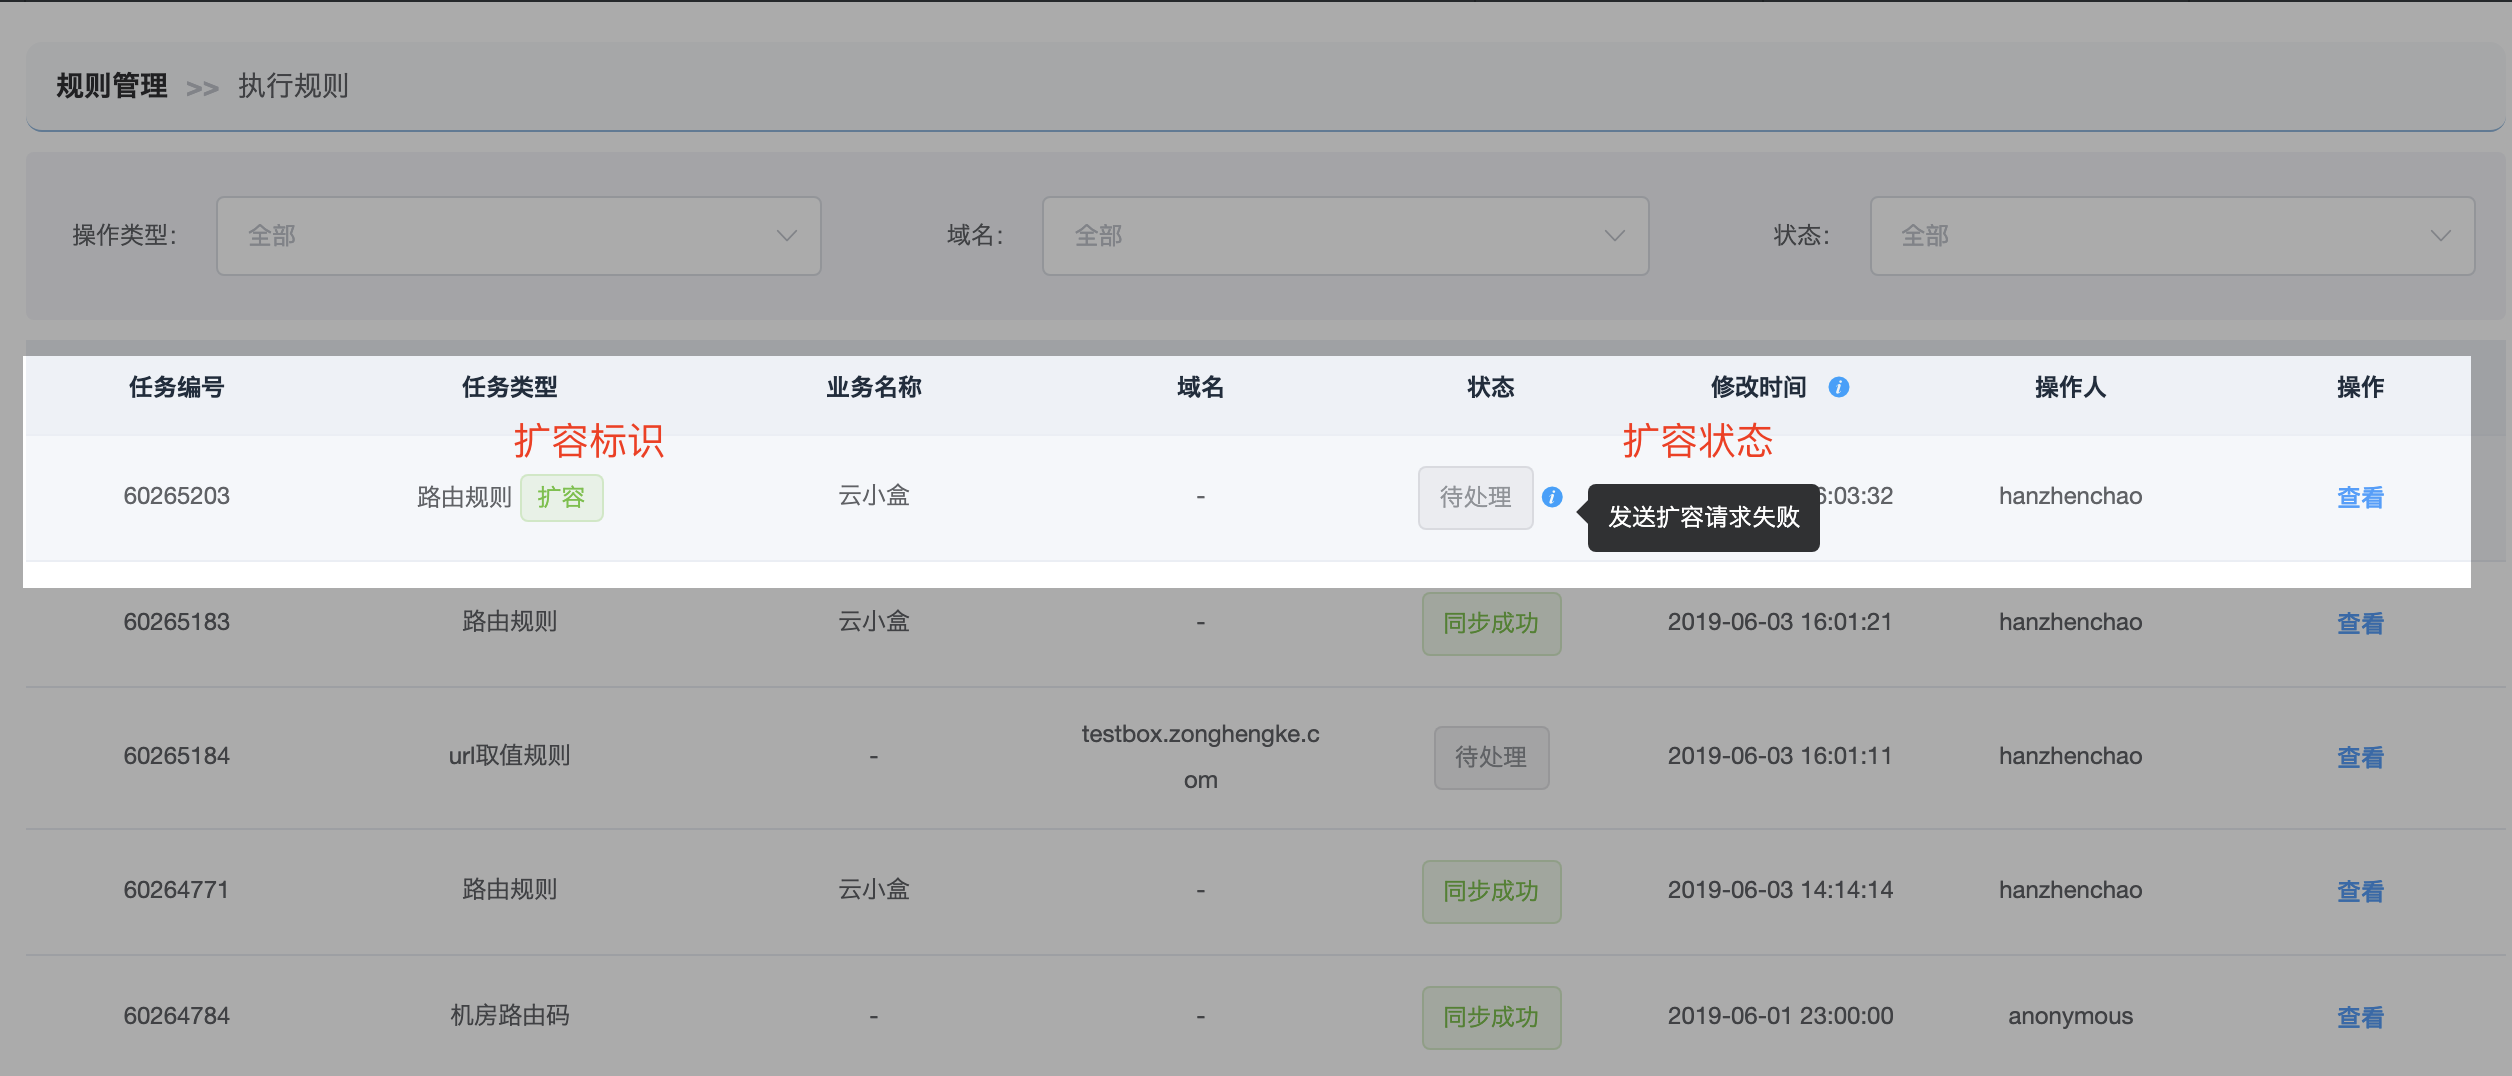 规则管理 >> 执行规则
操作类型： 全部 域名： 全部 状态： 全部
任务编号 任务类型 业务名称 域名 状态 修改时间 i 操作人 操作
扩容标识 扩容状态
60265203 路由规则 扩容 云小盒 - 待处理 i 发送扩容请求失败 6:03:32 hanzhenchao 查看
60265183 路由规则 云小盒 - 同步成功 2019-06-03 16:01:21 hanzhenchao 查看
60265184 url取值规则 - testbox.zonghengke.c
om 待处理 2019-06-03 16:01:11 hanzhenchao 查看
60264771 路由规则 云小盒 - 同步成功 2019-06-03 14:14:14 hanzhenchao 查看
60264784 机房路由码 - - 同步成功 2019-06-01 23:00:00 anonymous 查看